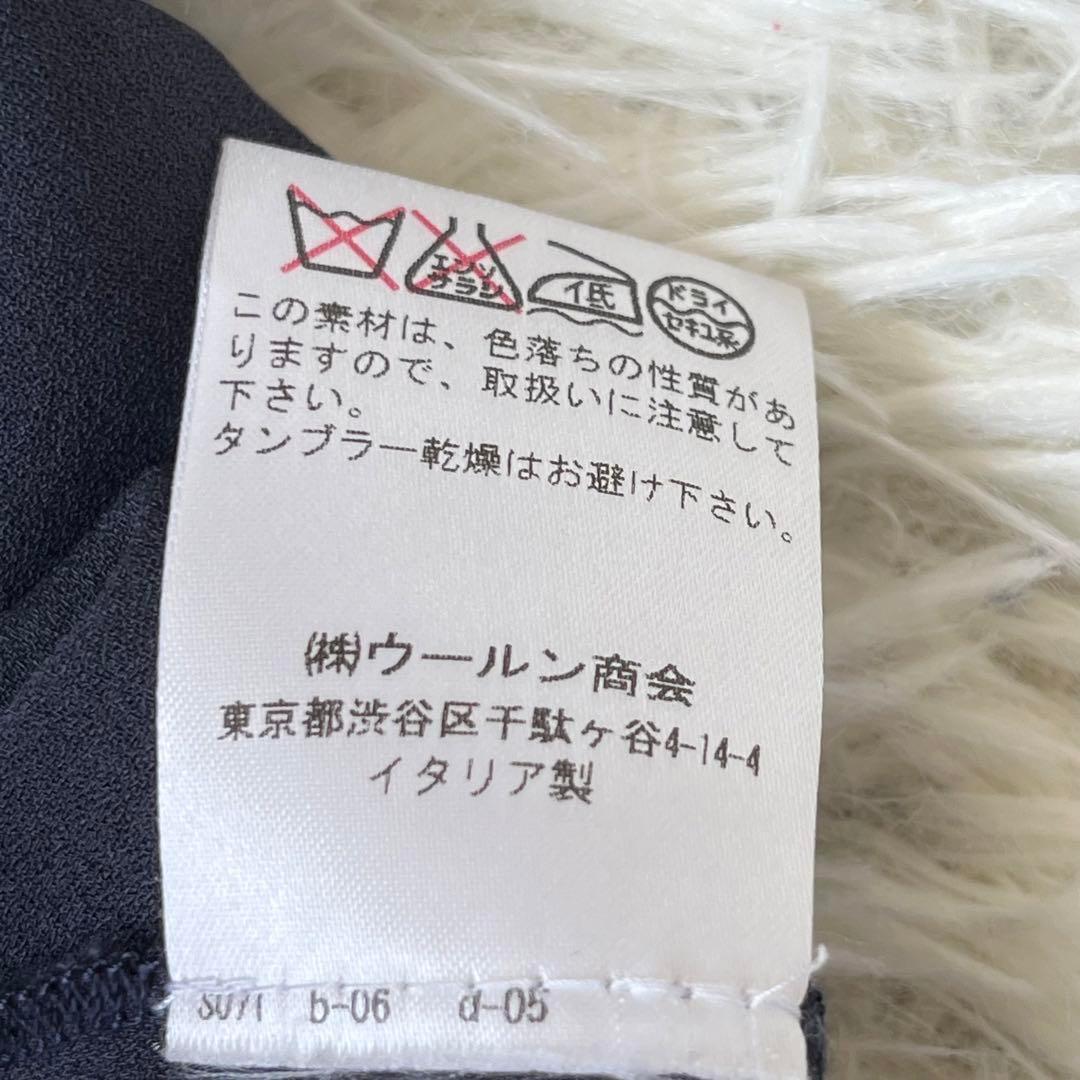 エンソ
サラシ
イ氐
ドライ
セキユ系
この素材は、色落ちの性質があ
りますので、取扱いに注意して
下さい。
タンブラー乾燥はお避け下さい。
㈱ウールン商会
東京都渋谷区千駄ヶ谷4-14-4
イタリア製
b-06 d-05